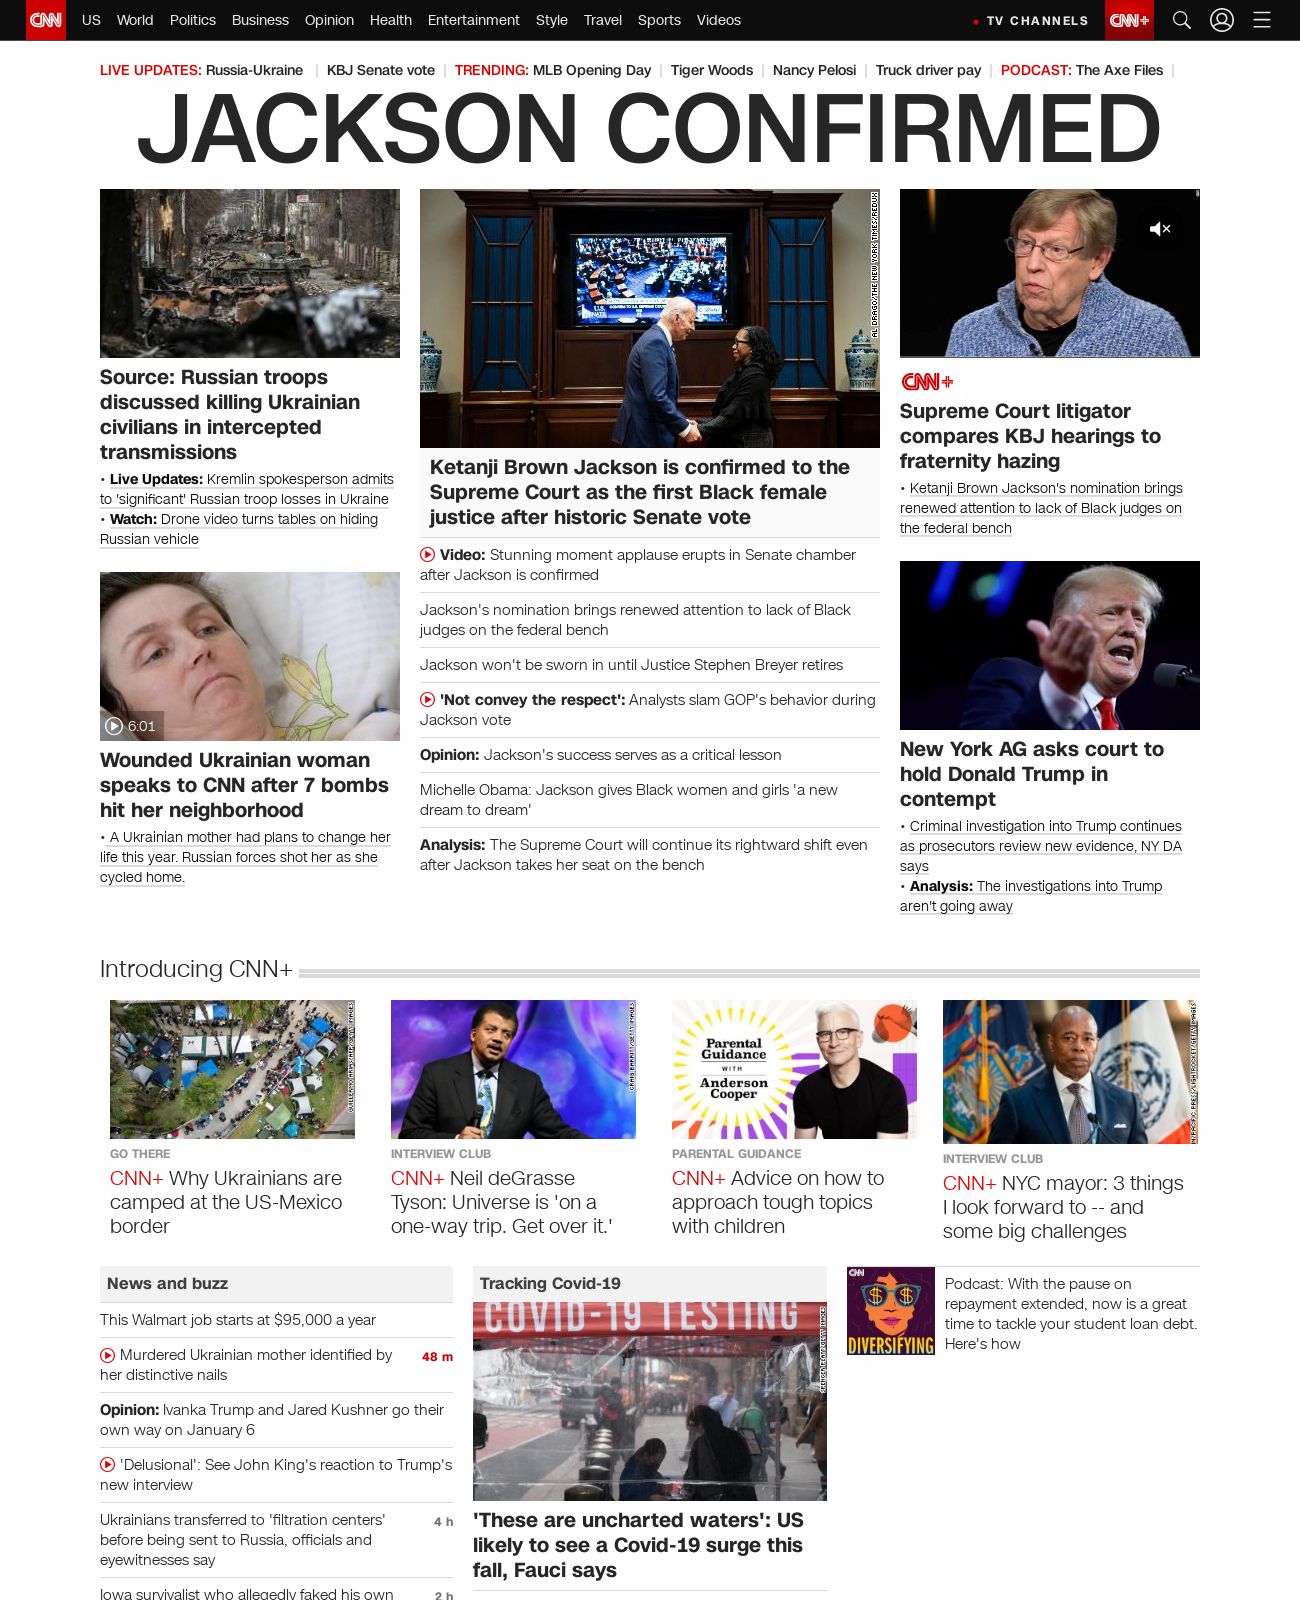 CNN US World Politics Business Opinion Health Entertainment Style Travel Sports Videos • TV CHANNELS CNN+
LIVE UPDATES: Russia-Ukraine | KBJ Senate vote | TRENDING: MLB Opening Day | Tiger Woods | Nancy Pelosi | Truck driver pay | PODCAST: The Axe Files |
JACKSON CONFIRMED
Source: Russian troops
discussed killing Ukrainian
civilians in intercepted
transmissions
• Live Updates: Kremlin spokesperson admits
to 'significant' Russian troop losses in Ukraine
• Watch: Drone video turns tables on hiding
Russian vehicle
6:01
Wounded Ukrainian woman
speaks to CNN after 7 bombs
hit her neighborhood
• A Ukrainian mother had plans to change her
life this year. Russian forces shot her as she
cycled home.
AL DRAGO/THE NEW YORK TIMES/REDUX
Ketanji Brown Jackson is confirmed to the
Supreme Court as the first Black female
justice after historic Senate vote
Video: Stunning moment applause erupts in Senate chamber
after Jackson is confirmed
Jackson's nomination brings renewed attention to lack of Black
judges on the federal bench
Jackson won't be sworn in until Justice Stephen Breyer retires
'Not convey the respect': Analysts slam GOP's behavior during
Jackson vote
Opinion: Jackson's success serves as a critical lesson
Michelle Obama: Jackson gives Black women and girls 'a new
dream to dream'
Analysis: The Supreme Court will continue its rightward shift even
after Jackson takes her seat on the bench
CNN+
Supreme Court litigator
compares KBJ hearings to
fraternity hazing
• Ketanji Brown Jackson's nomination brings
renewed attention to lack of Black judges on
the federal bench
New York AG asks court to
hold Donald Trump in
contempt
• Criminal investigation into Trump continues
as prosecutors review new evidence, NY DA
says
• Analysis: The investigations into Trump
aren't going away
Introducing CNN+
GO THERE
CNN+ Why Ukrainians are
camped at the US-Mexico
border
INTERVIEW CLUB
CNN+ Neil deGrasse
Tyson: Universe is 'on a
one-way trip. Get over it.'
Parental
Guidance
WITH
Anderson
Cooper
PARENTAL GUIDANCE
CNN+ Advice on how to
approach tough topics
with children
INTERVIEW CLUB
CNN+ NYC mayor: 3 things
I look forward to -- and
some big challenges
News and buzz
This Walmart job starts at $95,000 a year
Murdered Ukrainian mother identified by 48 m
her distinctive nails
Opinion: Ivanka Trump and Jared Kushner go their
own way on January 6
'Delusional': See John King's reaction to Trump's
new interview
Ukrainians transferred to 'filtration centers' 4 h
before being sent to Russia, officials and
eyewitnesses say
Iowa survivalist who allegedly faked his own 2 h
Tracking Covid-19
COVID-19 TESTING
'These are uncharted waters': US
likely to see a Covid-19 surge this
fall, Fauci says
CNN
DIVERSIFYING
Podcast: With the pause on
repayment extended, now is a great
time to tackle your student loan debt.
Here's how